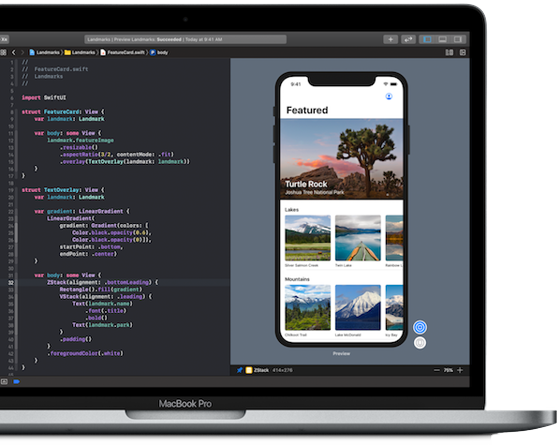 Landmarks | Preview Landmarks: Succeeded | Today at 9:41 AM
Landmarks
Landmarks
FeatureCard.swift
body
//
//  FeatureCard.swift
//  Landmarks
//
import SwiftUI
struct FeatureCard: View {
var landmark: Landmark
var body: some View {
landmark.featureImage
.resizable()
.aspectRatio(3/2, contentMode: .fit)
.overlay(TextOverlay(landmark: landmark))
}
}
struct TextOverlay: View {
var landmark: Landmark
var gradient: LinearGradient {
LinearGradient(
gradient: Gradient(colors: [
Color.black.opacity(0.6),
Color.black.opacity(0)]),
startPoint: .bottom,
endPoint: .center)
}
var body: some View {
ZStack(alignment: .bottomLeading) {
Rectangle().fill(gradient)
VStack(alignment: .leading) {
Text(landmark.name)
.font(.title)
.bold()
Text(landmark.park)
}
.padding()
}
.foregroundColor(.white)
}
9:41
Featured
Turtle Rock
Joshua Tree National Park
Lakes
Silver Salmon Creek
Twin Lake
Rainbow L
Mountains
Chilkoot Trail
Lake McDonald
Icy Bay
Preview
ZStack 414×276
75%
MacBook Pro